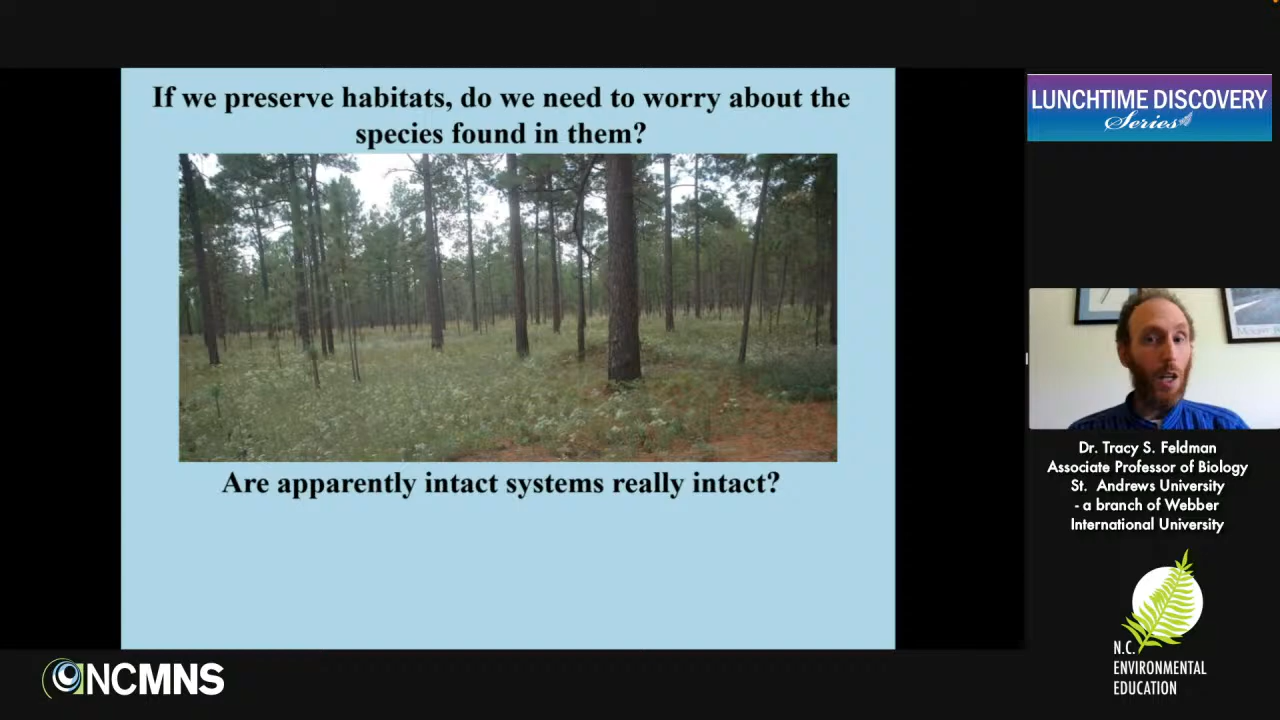 If we preserve habitats, do we need to worry about the
species found in them?
Are apparently intact systems really intact?
LUNCHTIME DISCOVERY
Series
Dr. Tracy S. Feldman
Associate Professor of Biology
St. Andrews University
- a branch of Webber
International University
N.C.
ENVIRONMENTAL
EDUCATION
NCMNS